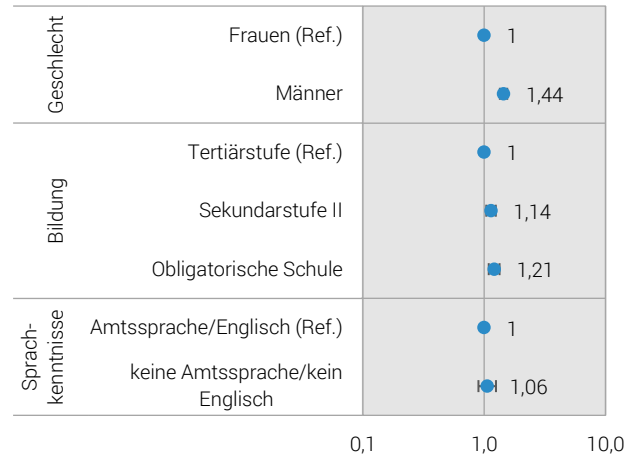 Geschlecht
Frauen (Ref.)
1
Männer
1,44
Bildung
Tertiärstufe (Ref.)
1
Sekundarstufe II
1,14
Obligatorische Schule
1,21
Sprach-
kenntnisse
Amtssprache/Englisch (Ref.)
1
keine Amtssprache/kein
Englisch
1,06
0,1
1,0
10,0